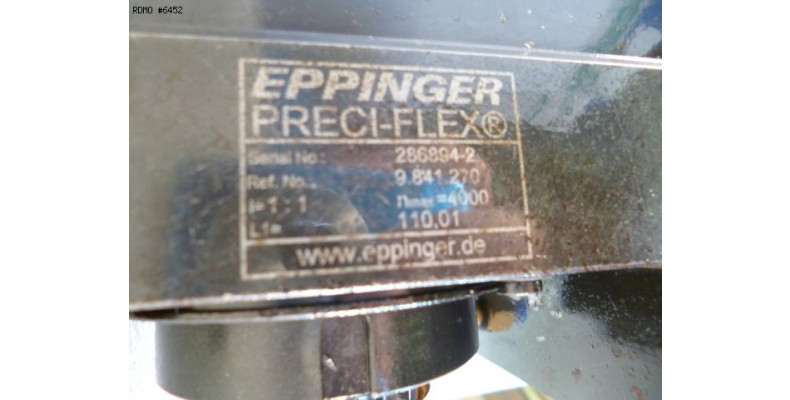 RDMO #6452
EPPINGER
PRECI-FLEX®
Serial No.: 286894-2
Ref. No.: 9.841.270
i=1 : 1 nmax=4000
L1= 110,01
www.eppinger.de